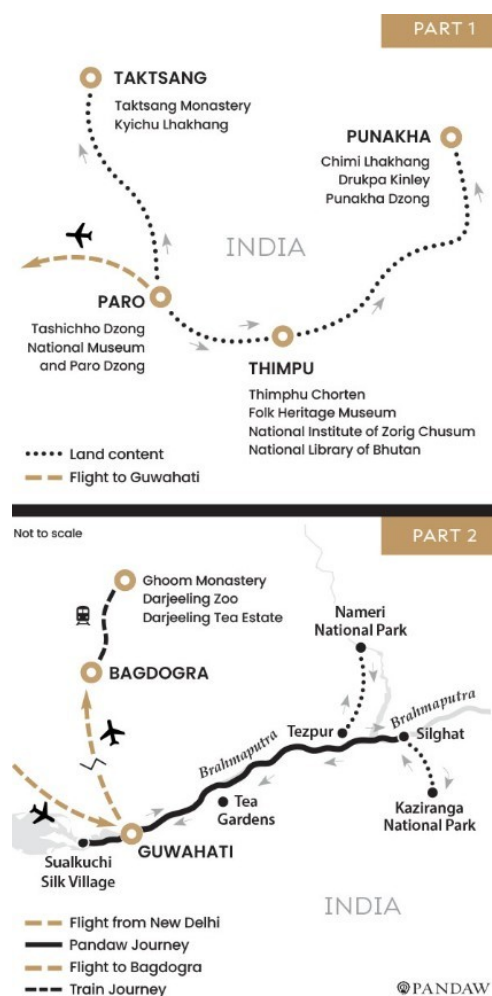 PART 1
TAKTSANG
Taktsang Monastery
Kyichu Lhakhang
PUNAKHA
Chimi Lhakhang
Drukpa Kinley
Punakha Dzong
INDIA
PARO
Tashichho Dzong
National Museum
and Paro Dzong
THIMPU
Thimphu Chorten
Folk Heritage Museum
National Institute of Zorig Chusum
National Library of Bhutan
Land content
Flight to Guwahati
Not to scale
PART 2
Ghoom Monastery
Darjeeling Zoo
Darjeeling Tea Estate
Nameri
National Park
BAGDOGRA
Brahmaputra
Tezpur
Brahmaputra
Silghat
Tea
Gardens
Kaziranga
National Park
GUWAHATI
Sualkuchi
Silk Village
INDIA
Flight from New Delhi
Pandaw Journey
Flight to Bagdogra
Train Journey
PANDAW